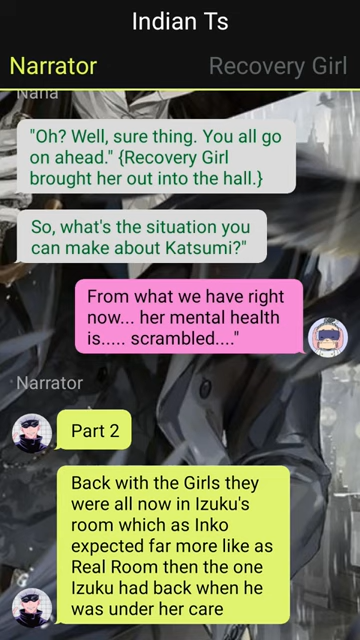 Indian Ts
Narrator
Recovery Girl
Nana
"Oh? Well, sure thing. You all go
on ahead." {Recovery Girl
brought her out into the hall.}
So, what's the situation you
can make about Katsumi?"
From what we have right
now... her mental health
is..... scrambled...."
Narrator
Part 2
Back with the Girls they
were all now in Izuku's
room which as Inko
expected far more like as
Real Room then the one
Izuku had back when he
was under her care